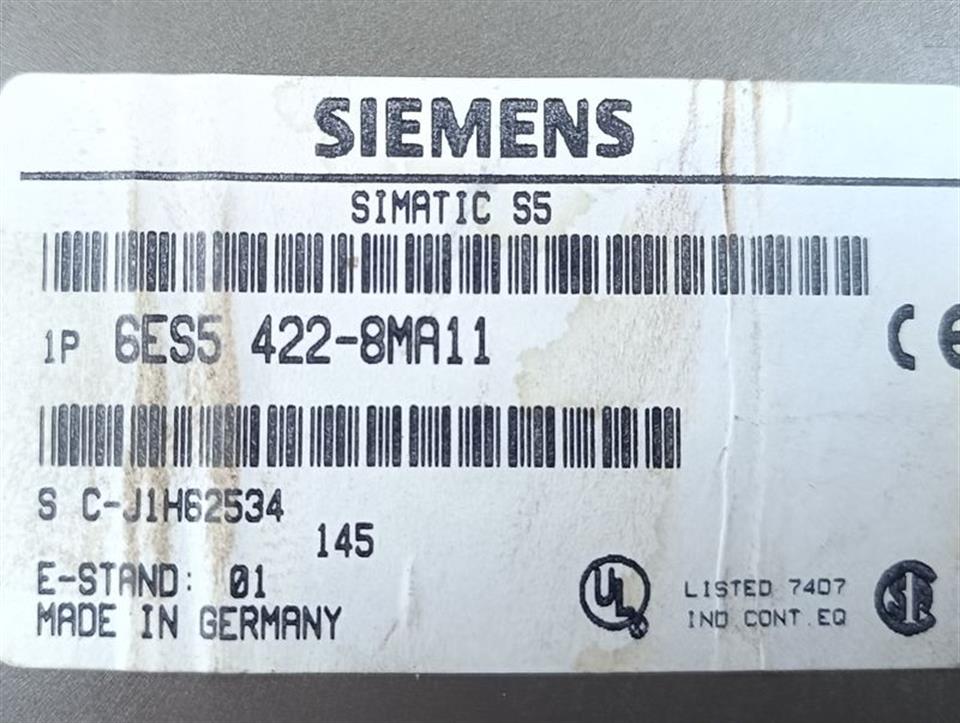 SIEMENS
SIMATIC S5
1P 6ES5 422-8MA11
CE
S C-J1H62534
145
E-STAND: 01
MADE IN GERMANY
UL
LISTED 7407
IND CONT.EQ